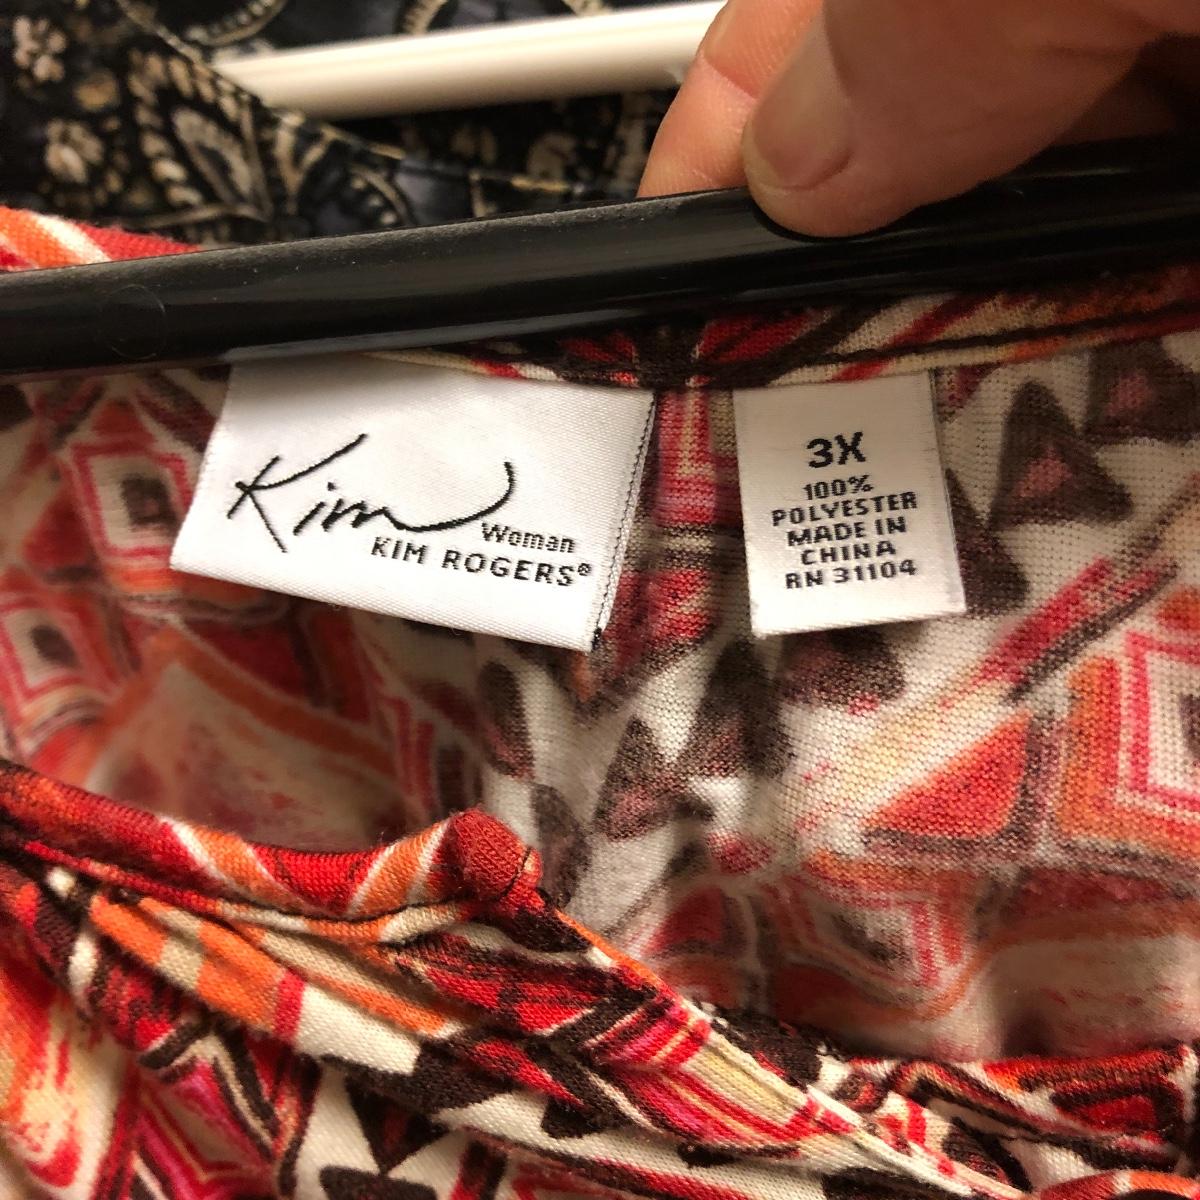 Kim Woman
KIM ROGERS®
3X
100%
POLYESTER
MADE IN
CHINA
RN 31104